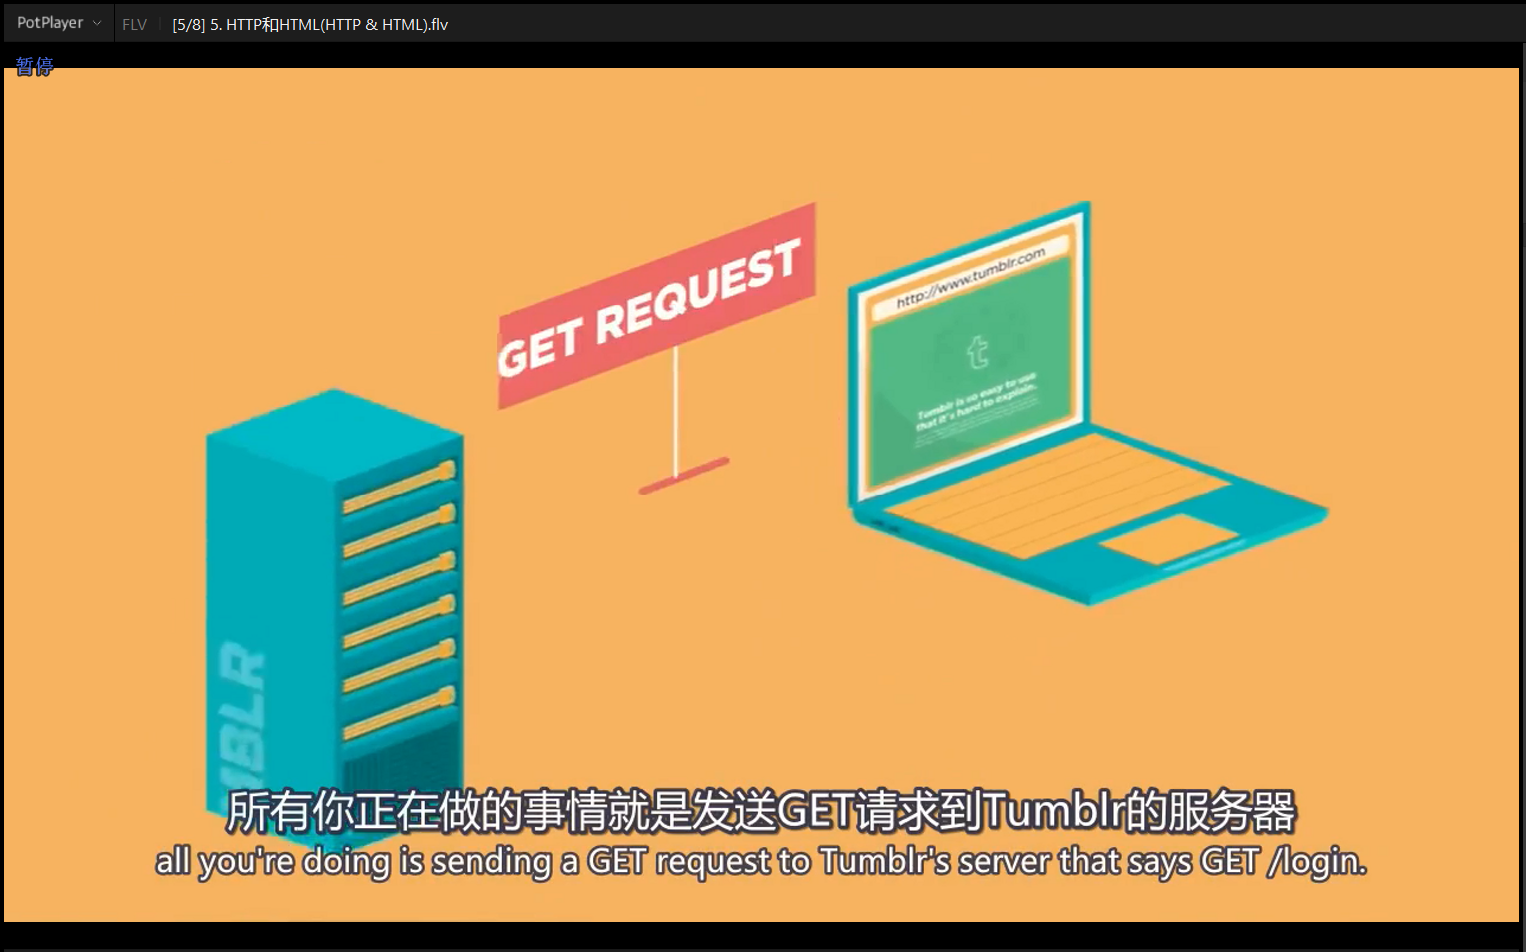 PotPlayer
FLV
[5/8] 5. HTTP和HTML(HTTP & HTML).flv
暂停
GET REQUEST
http://www.tumblr.com
t
Tumblr is so easy to use
that it's hard to explain.
MBLR
所有你正在做的事情就是发送GET请求到Tumblr的服务器
all you're doing is sending a GET request to Tumblr's server that says GET /login.